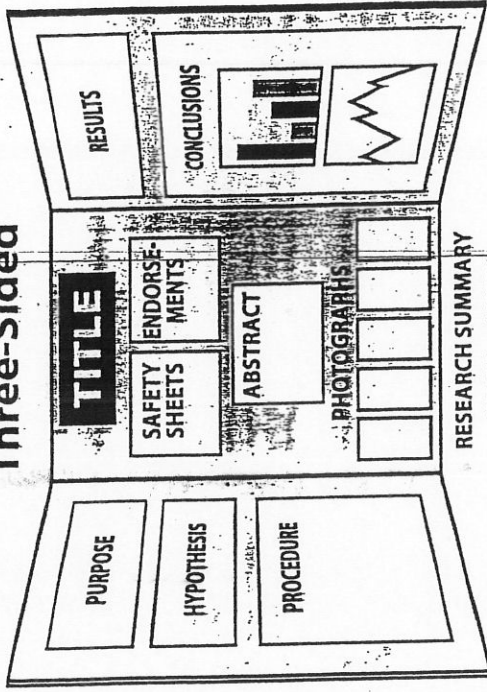 Three-Sided
PURPOSE
HYPOTHESIS
PROCEDURE
TITLE
SAFETY
SHEETS
ENDORSE-
MENTS
ABSTRACT
PHOTOGRAPHS
RESULTS
CONCLUSIONS
RESEARCH SUMMARY